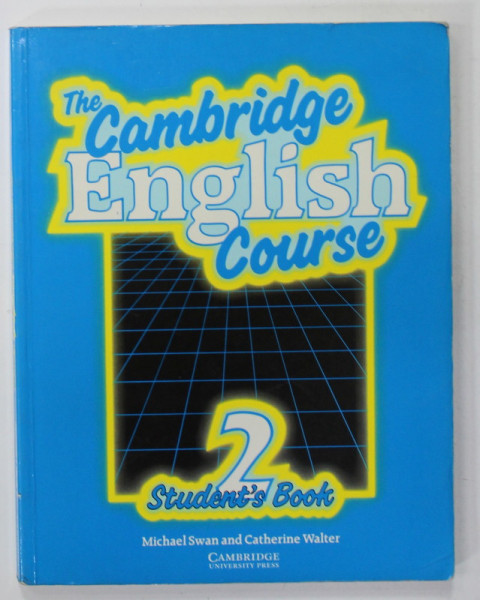 The
Cambridge
English
Course
2
Student's Book
Michael Swan and Catherine Walter
CAMBRIDGE
UNIVERSITY PRESS